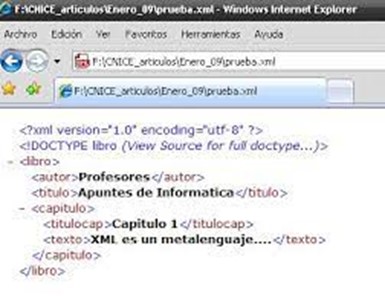 F:\CNICE_articulos\Enero_09\prueba.xml - Windows Internet Explorer
Archivo Edición Ver Favoritos Herramientas Ayuda
F:\CNICE_articulos\Enero_09\prueba.xml
F:\CNICE_articulos\Enero_09\prueba.xml
<?xml version="1.0" encoding="utf-8" ?>
<!DOCTYPE libro (View Source for full doctype...)>
- <libro>
<autor>Profesores</autor>
<titulo>Apuntes de Informatica</titulo>
- <capitulo>
<titulocap>Capitulo 1</titulocap>
<texto>XML es un metalenguaje....</texto>
</capitulo>
</libro>